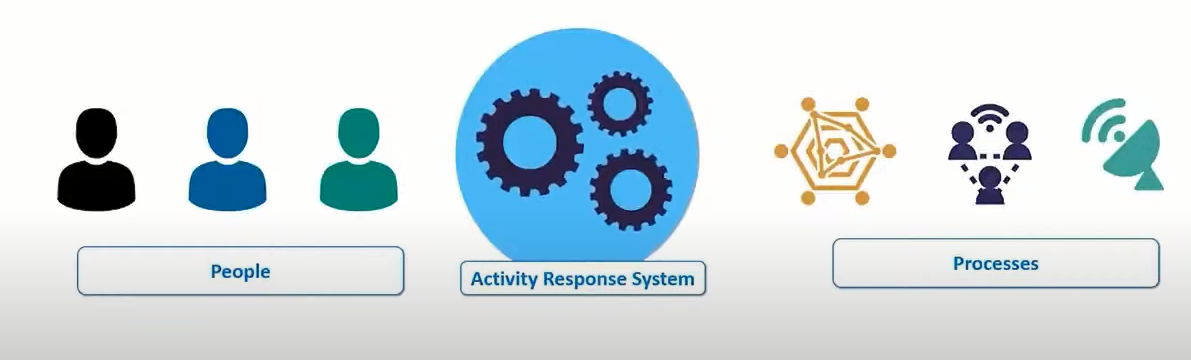 People
Activity Response System
Processes